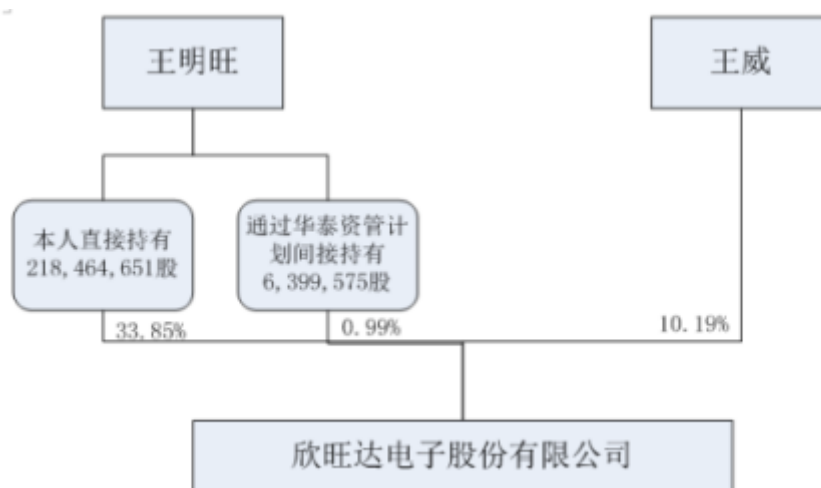 王明旺
王威
本人直接持有
218,464,651股
通过华泰资管计
划间接持有
6,399,575股
33.85%
0.99%
10.19%
欣旺达电子股份有限公司